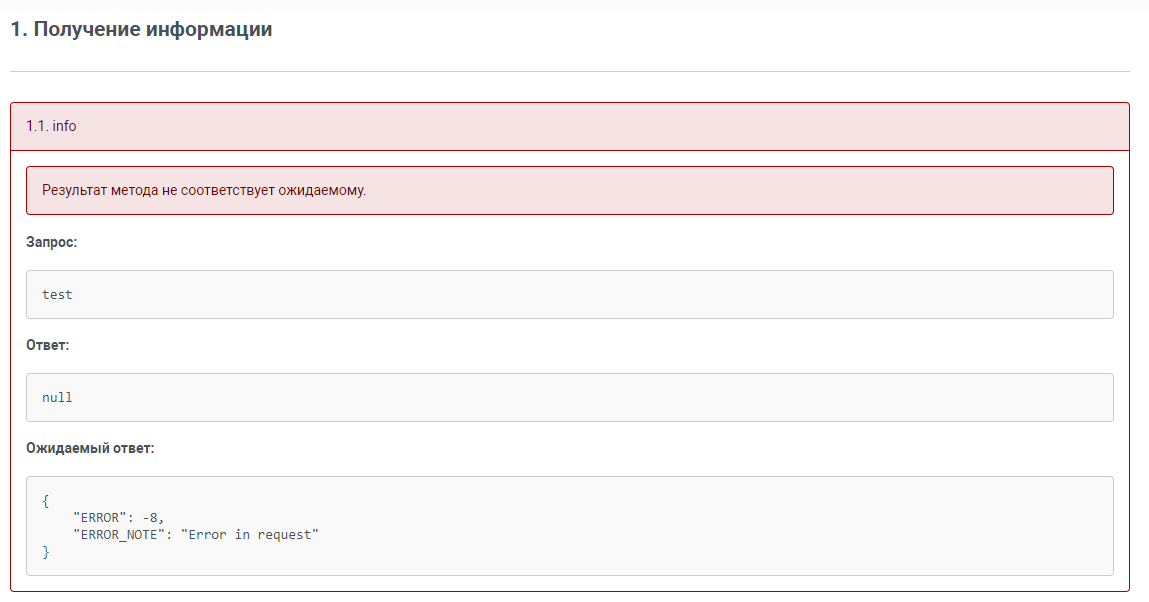 1. Получение информации
1.1. info
Результат метода не соответствует ожидаемому.
Запрос:
test
Ответ:
null
Ожидаемый ответ:
{
    "ERROR": -8,
    "ERROR_NOTE": "Error in request"
}